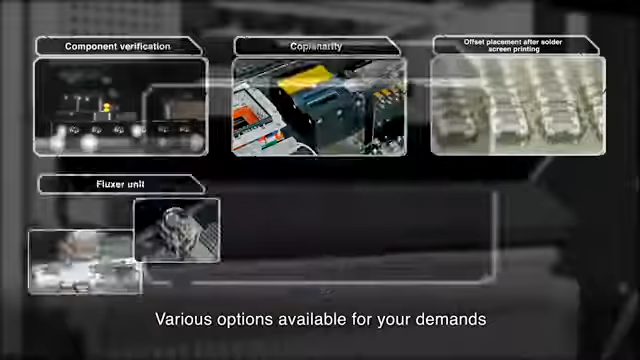 Component verification
Coplanarity
Offset placement after solder
screen printing
Fluxer unit
Various options available for your demands